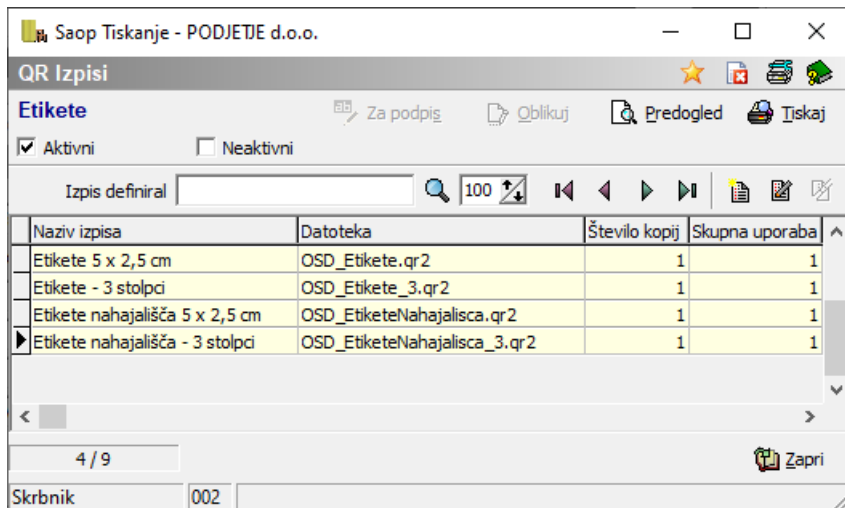 Saop Tiskanje - PODJETJE d.o.o.
QR Izpisi
Etikete Za podpis Oblikuj Predogled Tiskaj
Aktivni Neaktivni
Izpis definiral 100
Naziv izpisa Datoteka Število kopij Skupna uporaba
Etikete 5 x 2,5 cm OSD_Etikete.qr2 1 1
Etikete - 3 stolpci OSD_Etikete_3.qr2 1 1
Etikete nahajališča 5 x 2,5 cm OSD_EtiketeNahajalisca.qr2 1 1
Etikete nahajališča - 3 stolpci OSD_EtiketeNahajalisca_3.qr2 1 1
4 / 9 Zapri
Skrbnik 002